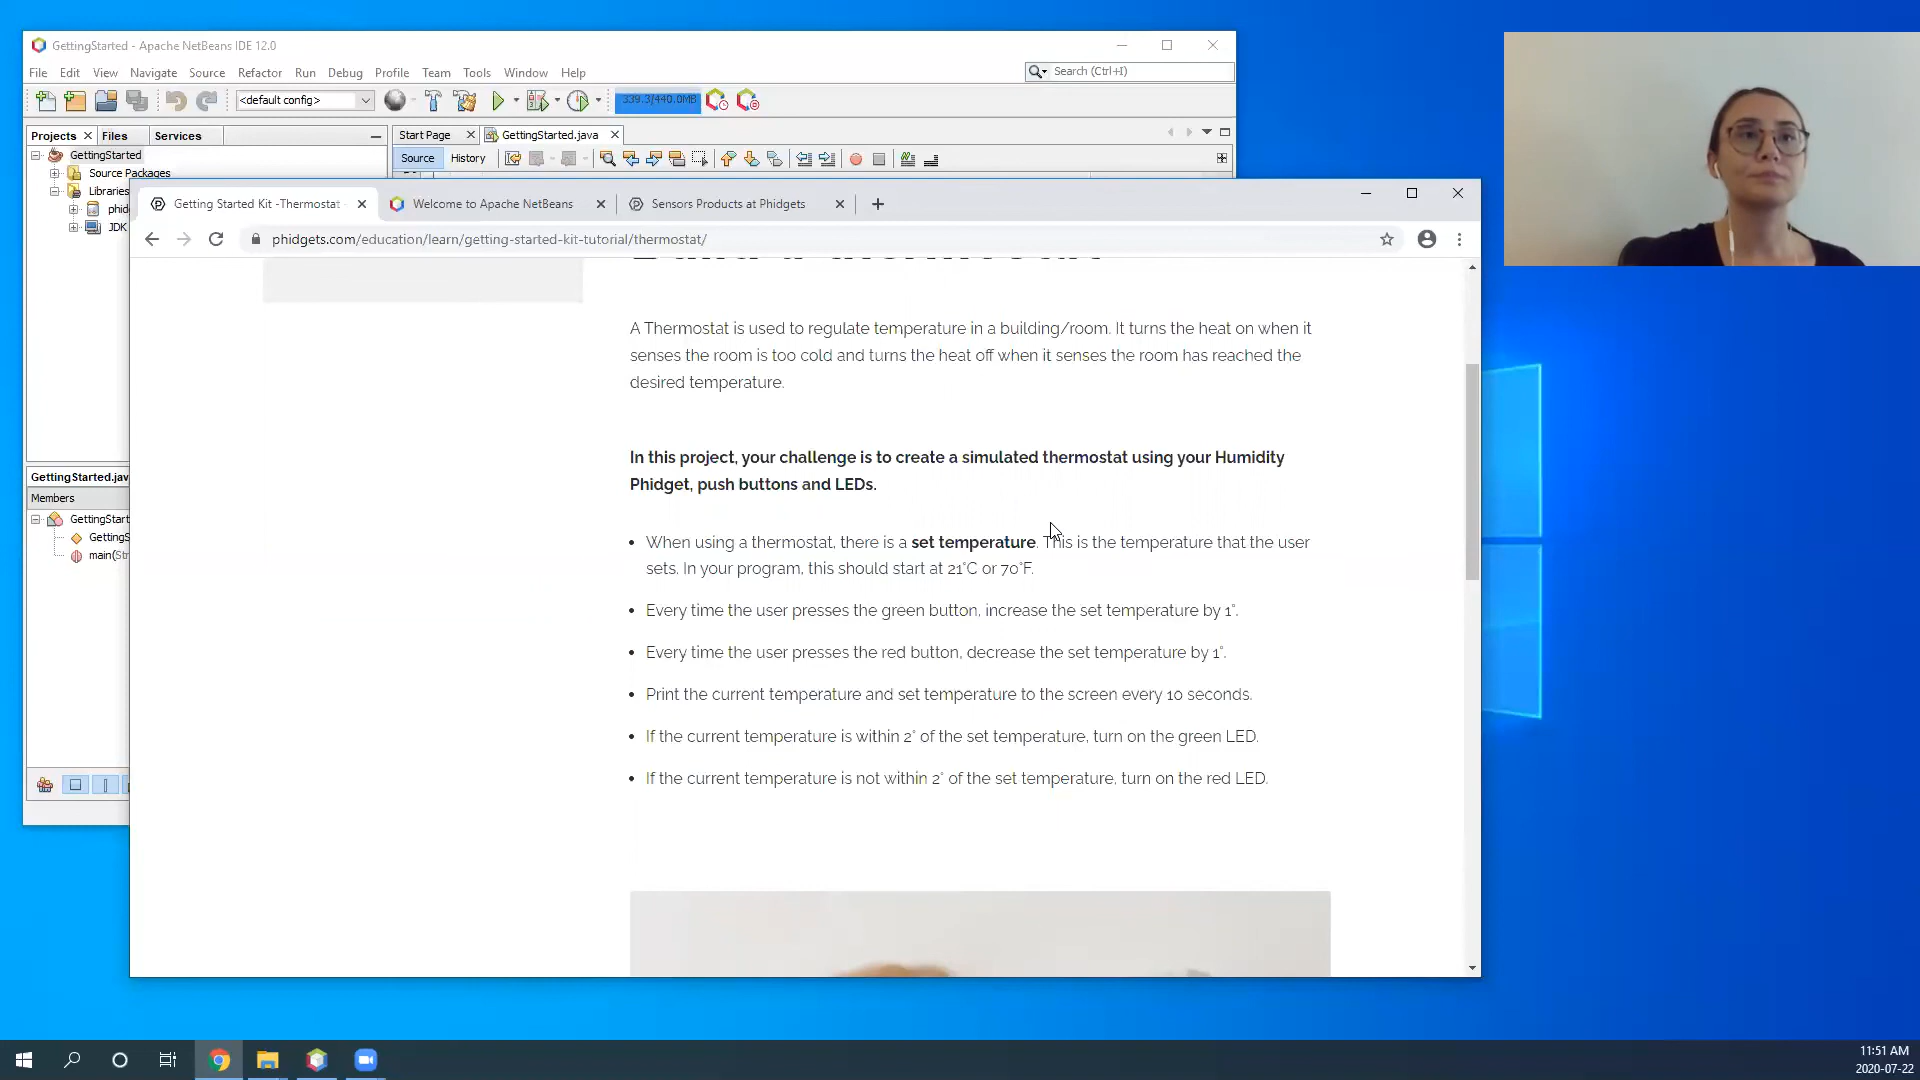 GettingStarted - Apache NetBeans IDE 12.0
File Edit View Navigate Source Refactor Run Debug Profile Team Tools Window Help
Search (Ctrl+I)
<default config>
339.3/440.0MB
Projects Files Services
Start Page GettingStarted.java
GettingStarted
Source History
Source Packages
Libraries
phid
JDK
Getting Started Kit -Thermostat -
Welcome to Apache NetBeans
Sensors Products at Phidgets
phidgets.com/education/learn/getting-started-kit-tutorial/thermostat/
A Thermostat is used to regulate temperature in a building/room. It turns the heat on when it
senses the room is too cold and turns the heat off when it senses the room has reached the
desired temperature.
In this project, your challenge is to create a simulated thermostat using your Humidity
Phidget, push buttons and LEDs.
• When using a thermostat, there is a set temperature. This is the temperature that the user
sets. In your program, this should start at 21°C or 70°F.
• Every time the user presses the green button, increase the set temperature by 1°.
• Every time the user presses the red button, decrease the set temperature by 1°.
• Print the current temperature and set temperature to the screen every 10 seconds.
• If the current temperature is within 2° of the set temperature, turn on the green LED.
• If the current temperature is not within 2° of the set temperature, turn on the red LED.
GettingStarted.jav
Members
GettingStart
GettingS
main(Str
11:51 AM
2020-07-22